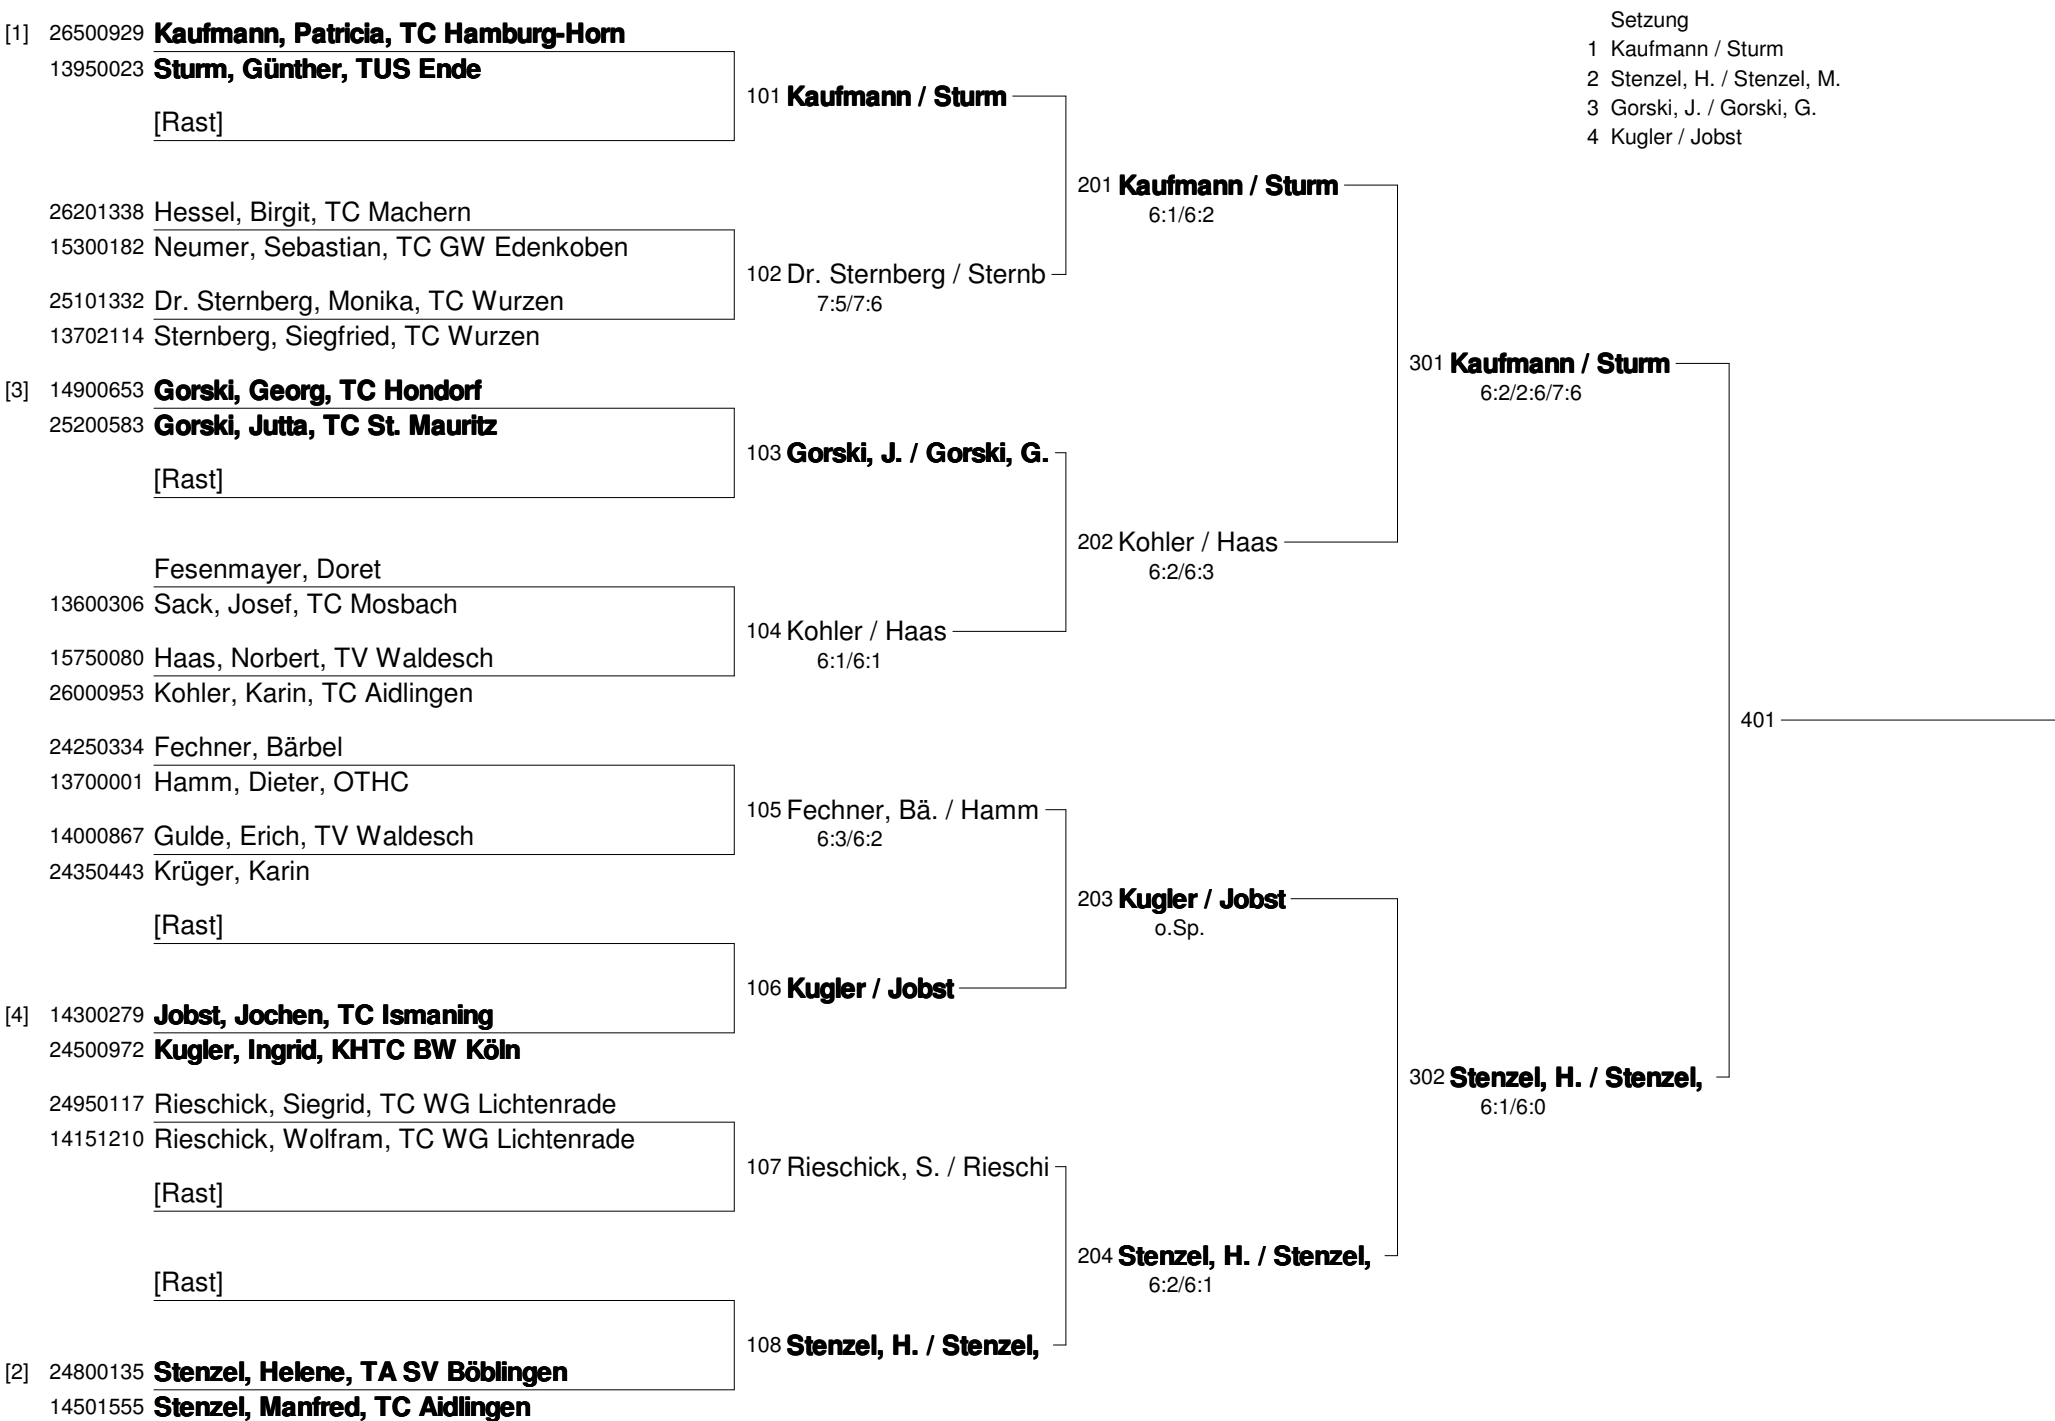 [1] 26500929 Kaufmann, Patricia, TC Hamburg-Horn
13950023 Sturm, Günther, TUS Ende
[Rast]
26201338 Hessel, Birgit, TC Machern
15300182 Neumer, Sebastian, TC GW Edenkoben
25101332 Dr. Sternberg, Monika, TC Wurzen
13702114 Sternberg, Siegfried, TC Wurzen
[3] 14900653 Gorski, Georg, TC Hondorf
25200583 Gorski, Jutta, TC St. Mauritz
[Rast]
Fesenmayer, Doret
13600306 Sack, Josef, TC Mosbach
15750080 Haas, Norbert, TV Waldesch
26000953 Kohler, Karin, TC Aidlingen
24250334 Fechner, Bärbel
13700001 Hamm, Dieter, OTHC
14000867 Gulde, Erich, TV Waldesch
24350443 Krüger, Karin
[Rast]
[4] 14300279 Jobst, Jochen, TC Ismaning
24500972 Kugler, Ingrid, KHTC BW Köln
24950117 Rieschick, Siegrid, TC WG Lichtenrade
14151210 Rieschick, Wolfram, TC WG Lichtenrade
[Rast]
[Rast]
[2] 24800135 Stenzel, Helene, TA SV Böblingen
14501555 Stenzel, Manfred, TC Aidlingen
101 Kaufmann / Sturm
102 Dr. Sternberg / Sternb
7:5/7:6
103 Gorski, J. / Gorski, G.
104 Kohler / Haas
6:1/6:1
105 Fechner, Bä. / Hamm
6:3/6:2
106 Kugler / Jobst
107 Rieschick, S. / Rieschi
108 Stenzel, H. / Stenzel,
201 Kaufmann / Sturm
6:1/6:2
202 Kohler / Haas
6:2/6:3
203 Kugler / Jobst
o.Sp.
204 Stenzel, H. / Stenzel,
6:2/6:1
301 Kaufmann / Sturm
6:2/2:6/7:6
302 Stenzel, H. / Stenzel,
6:1/6:0
401
Setzung
1 Kaufmann / Sturm
2 Stenzel, H. / Stenzel, M.
3 Gorski, J. / Gorski, G.
4 Kugler / Jobst